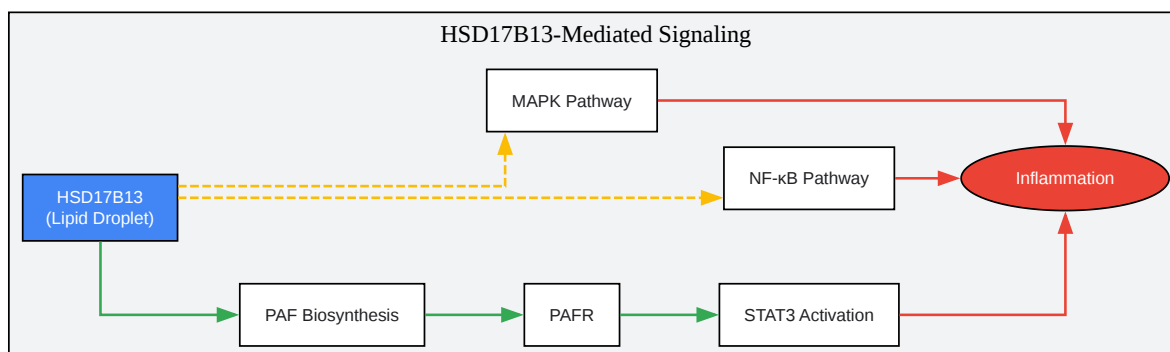 HSD17B13-Mediated Signaling
MAPK Pathway
NF-κB Pathway
Inflammation
HSD17B13
(Lipid Droplet)
PAF Biosynthesis
PAFR
STAT3 Activation